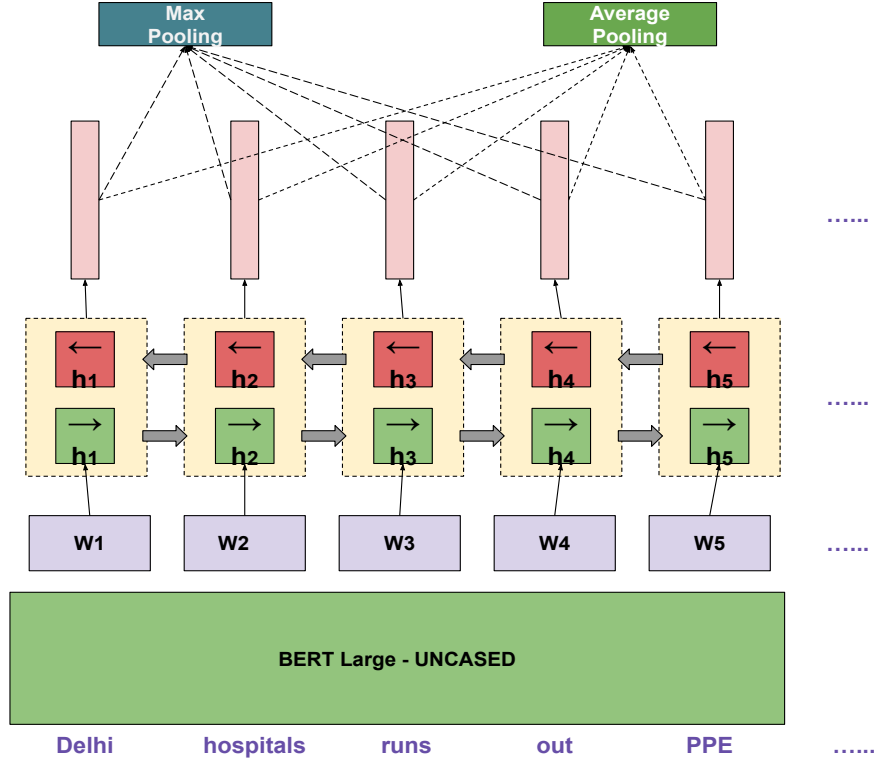 Max
Pooling
Average
Pooling
…...
← ← ← ← ←
h1 h2 h3 h4 h5
…...
→ → → → →
h1 h2 h3 h4 h5
W1 W2 W3 W4 W5 …...
BERT Large - UNCASED
Delhi hospitals runs out PPE …...